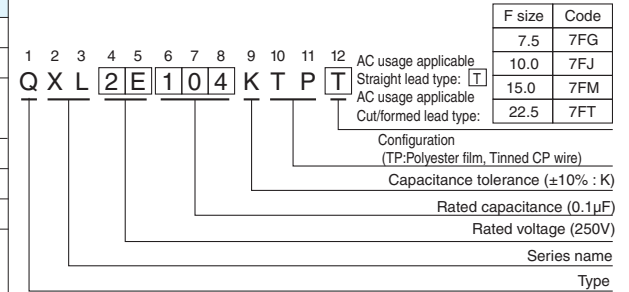 F size Code
7.5 7FG
10.0 7FJ
15.0 7FM
22.5 7FT
1 2 3 4 5 6 7 8 9 10 11 12
Q X L 2 E 1 0 4 K T P T
AC usage applicable
Straight lead type: T
AC usage applicable
Cut/formed lead type:
Configuration
(TP:Polyester film, Tinned CP wire)
Capacitance tolerance (±10% : K)
Rated capacitance (0.1µF)
Rated voltage (250V)
Series name
Type